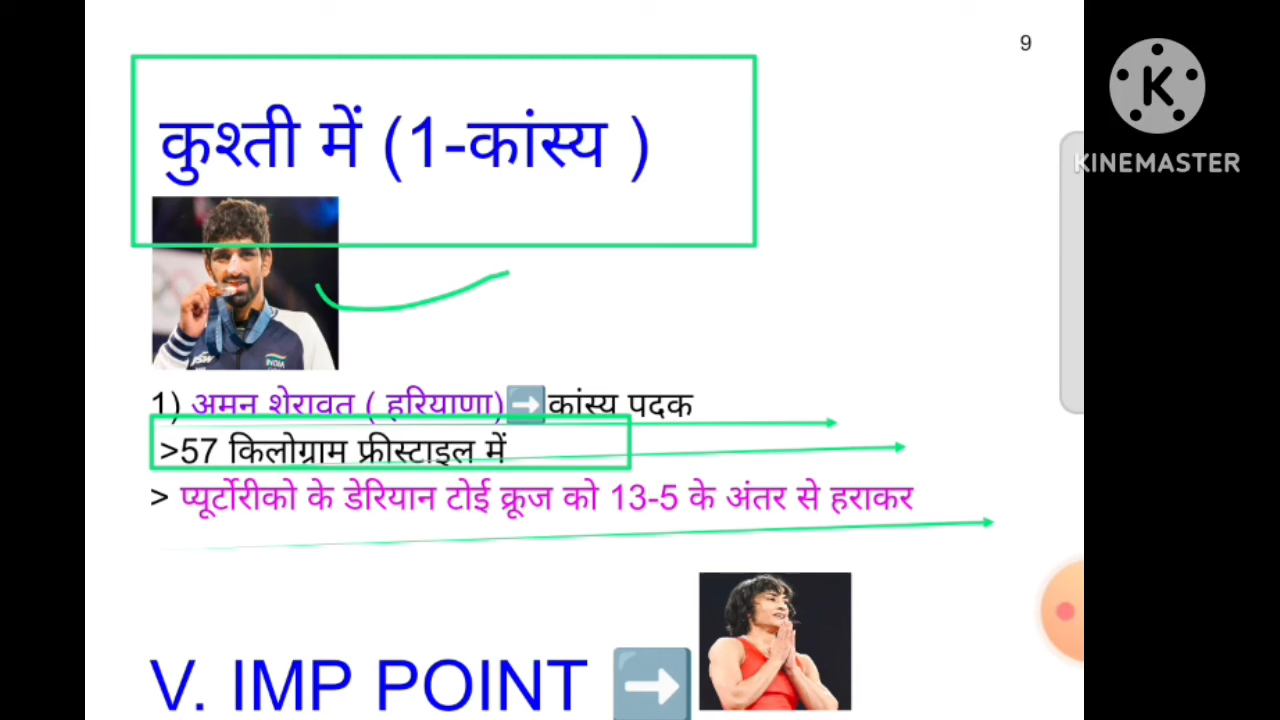 9
कुश्ती में (1-कांस्य )
KINEMASTER
1) अमन शेरावत ( हरियाणा)➡️कांस्य पदक
>57 किलोग्राम फ्रीस्टाइल में
> प्यूर्टोरीको के डेरियान टोई क्रूज को 13-5 के अंतर से हराकर
V. IMP POINT ➡️